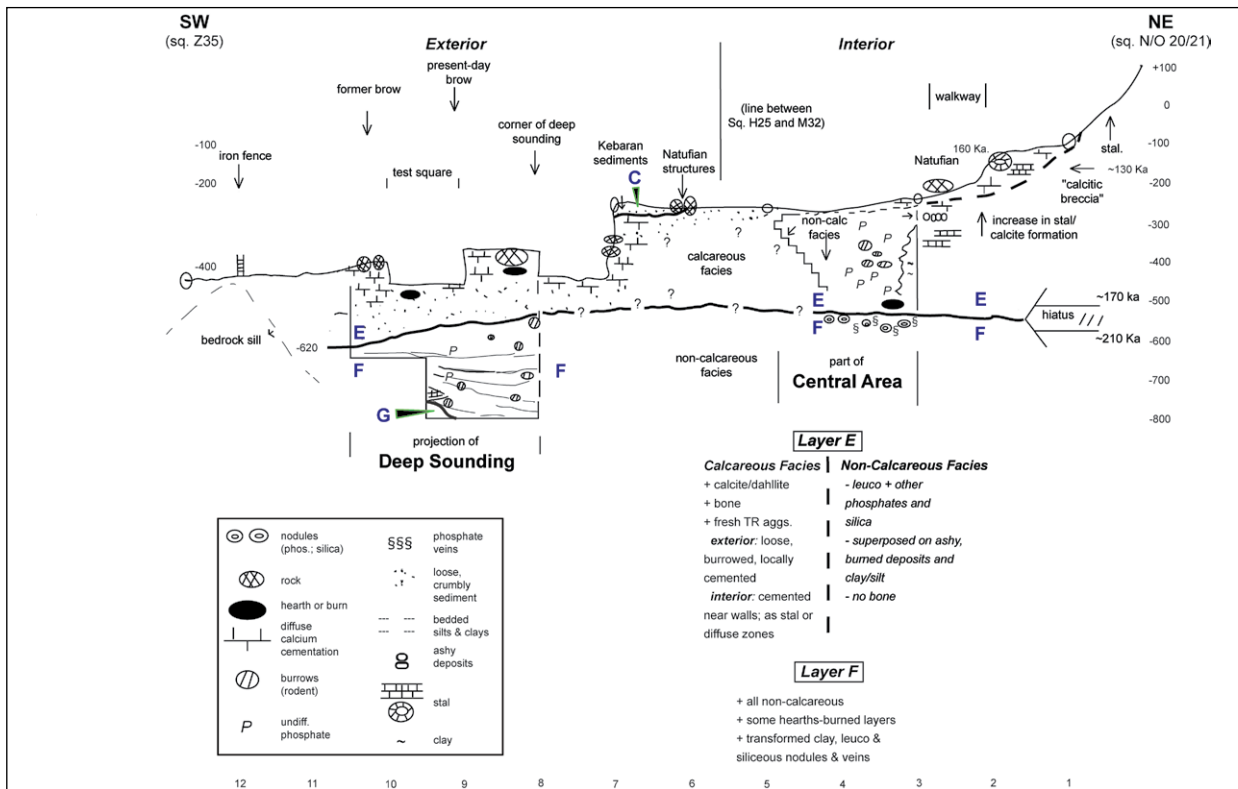 SW
(sq. Z35)
NE
(sq. N/O 20/21)
Exterior
Interior
present-day
brow
former brow
corner of deep
sounding
iron fence
test square
Kebaran
sediments
Natufian
structures
(line between
Sq. H25 and M32)
walkway
+100
0
-100
-200
-300
-400
-500
-600
-700
-800
-100
-200
-400
-620
C
160 Ka.
Natufian
stal.
~130 Ka
"calcitic
breccia"
increase in stal/
calcite formation
non-calc
facies
calcareous
facies
bedrock sill
E
F
F
G
E
F
E
F
~170 ka
hiatus
~210 Ka
non-calcareous
facies
part of
Central Area
projection of
Deep Sounding
Layer E
Calcareous Facies
+ calcite/dahllite
+ bone
+ fresh TR aggs.
exterior: loose,
burrowed, locally
cemented
interior: cemented
near walls; as stal or
diffuse zones
Non-Calcareous Facies
- leuco + other
phosphates and
silica
- superposed on ashy,
burned deposits and
clay/silt
- no bone
Layer F
+ all non-calcareous
+ some hearths-burned layers
+ transformed clay, leuco &
siliceous nodules & veins
nodules
(phos.; silica)
rock
hearth or burn
diffuse
calcium
cementation
burrows
(rodent)
P
undiff.
phosphate
§§§
phosphate
veins
loose,
crumbly
sediment
bedded
silts & clays
ashy
deposits
stal
~
clay
12 11 10 9 8 7 6 5 4 3 2 1